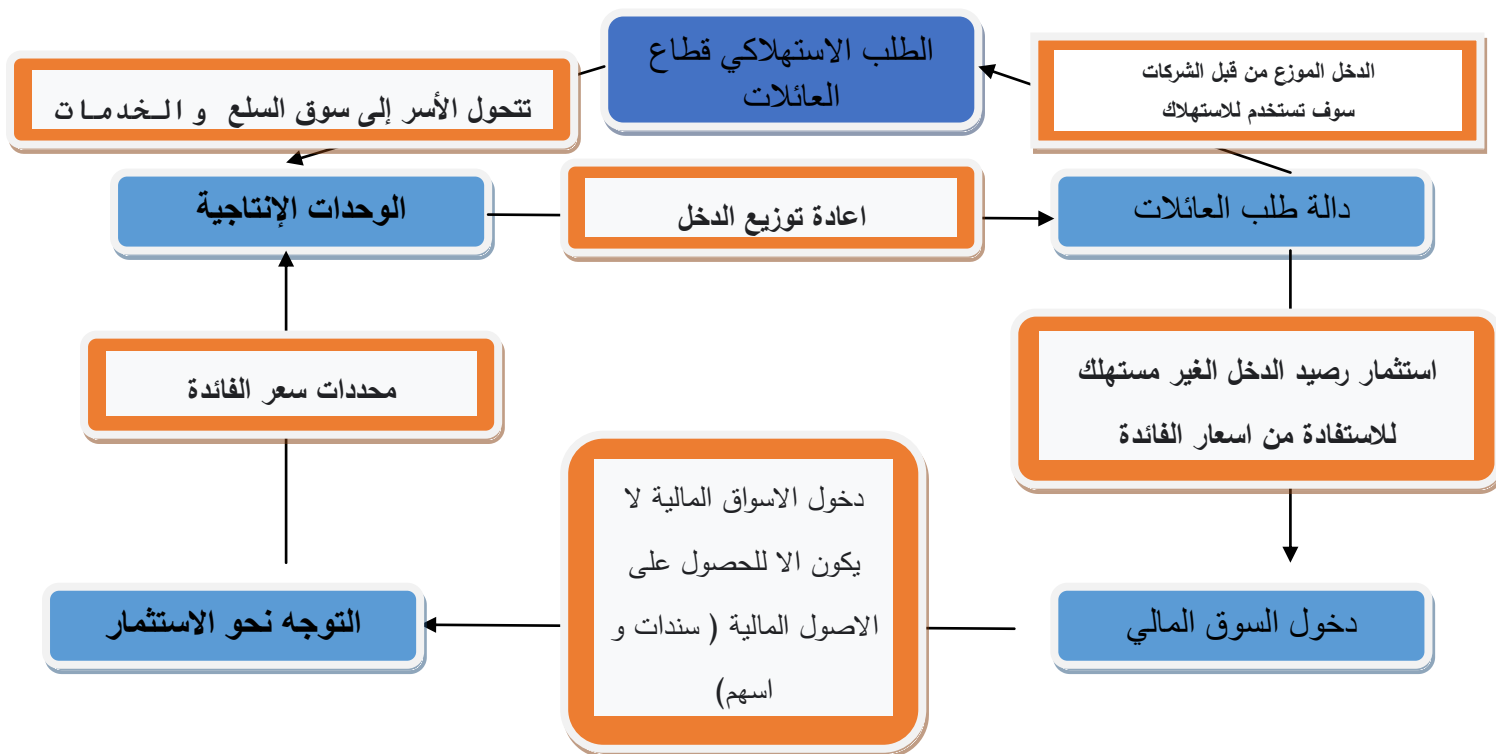 الطلب الاستهلاكي قطاع
العائلات
الدخل الموزع من قبل الشركات
سوف تستخدم للاستهلاك
تتحول الأسر إلى سوق السلع و الـخدمـات
دالة طلب العائلات
اعادة توزيع الدخل
الوحدات الإنتاجية
استثمار رصيد الدخل الغير مستهلك
للاستفادة من اسعار الفائدة
محددات سعر الفائدة
دخول الاسواق المالية لا
يكون الا للحصول على
الاصول المالية ( سندات و
اسهم)
دخول السوق المالي
التوجه نحو الاستثمار